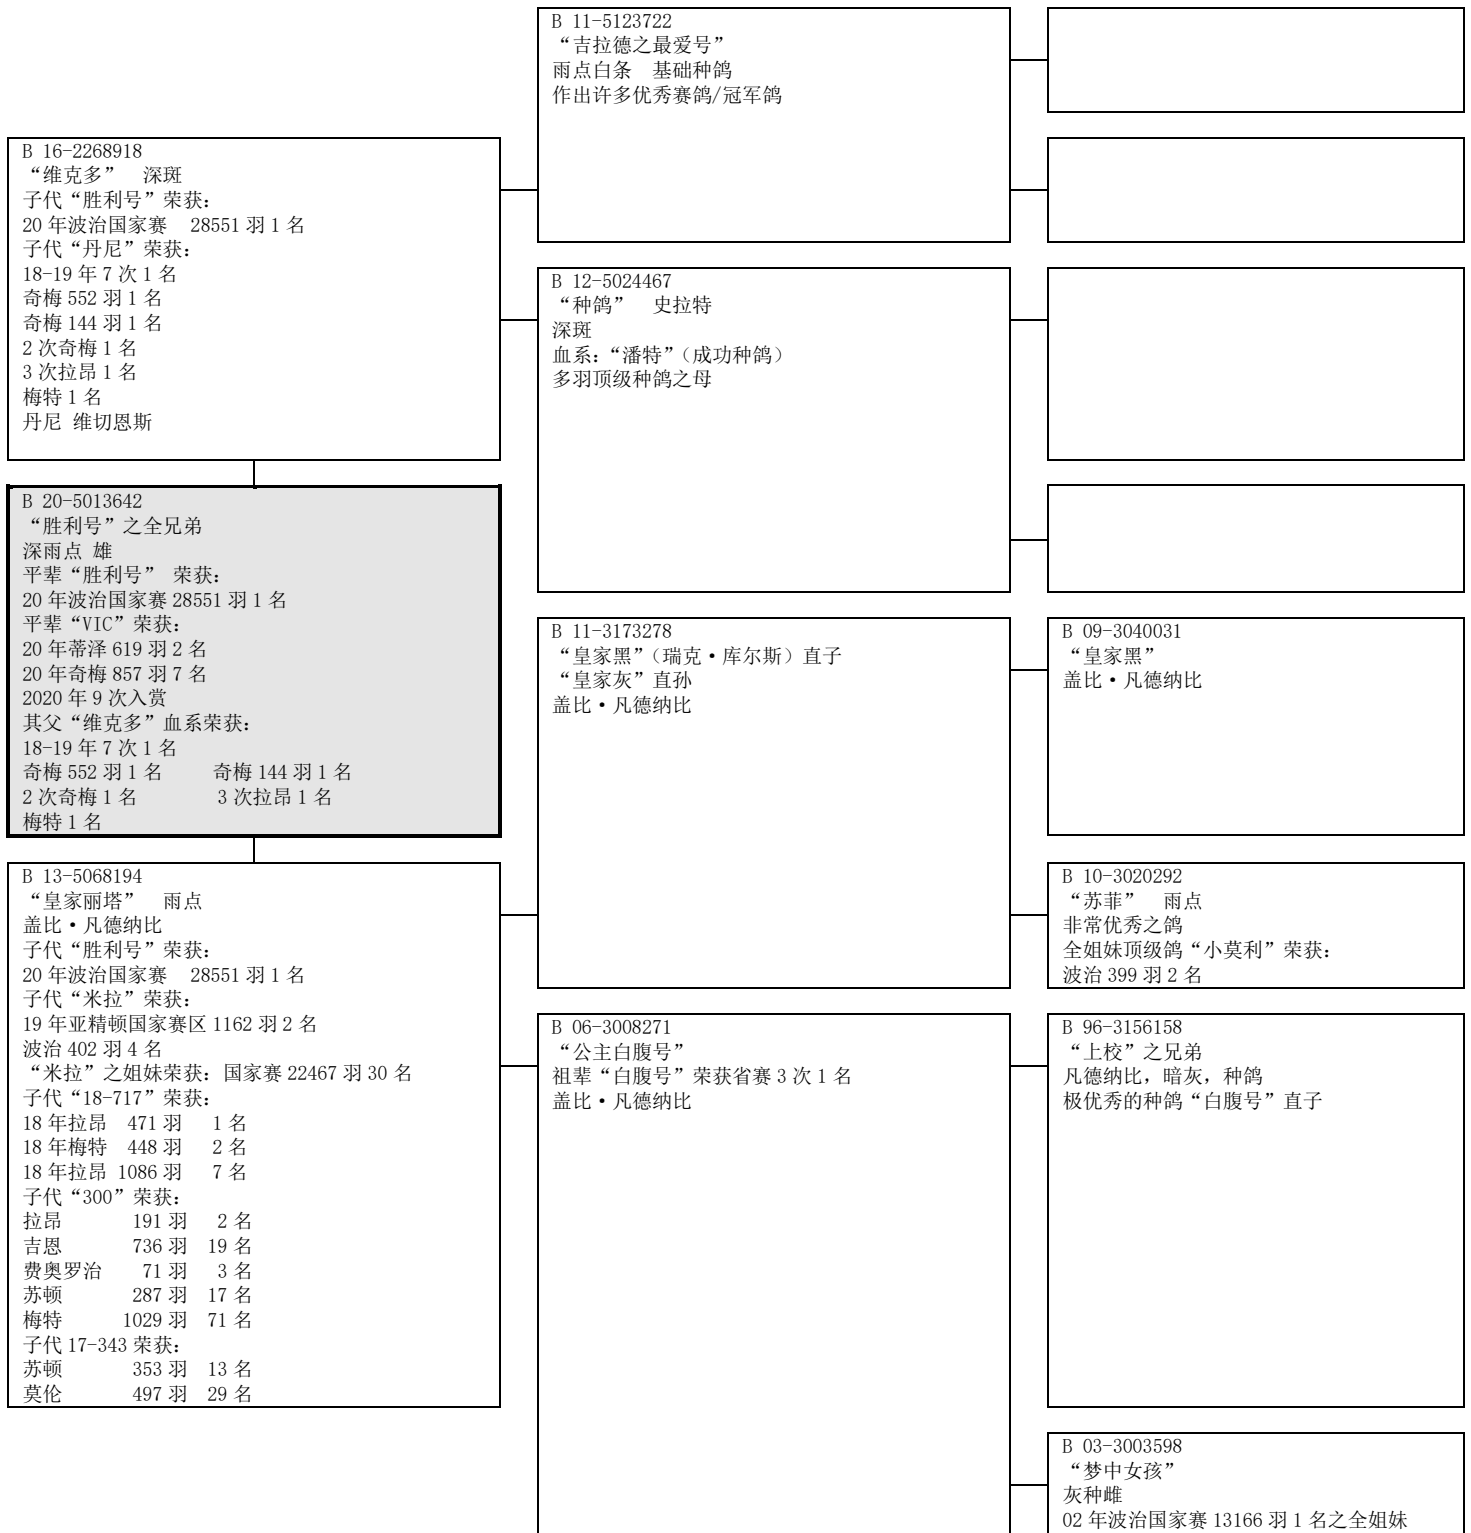 B 11-5123722
“吉拉德之最爱号”
雨点白条　基础种鸽
作出许多优秀赛鸽/冠军鸽
B 16-2268918
“维克多”　深斑
子代“胜利号”荣获：
20 年波治国家赛　28551 羽 1 名
子代“丹尼”荣获：
18-19 年 7 次 1 名
奇梅 552 羽 1 名
奇梅 144 羽 1 名
2 次奇梅 1 名
3 次拉昂 1 名
梅特 1 名
丹尼 维切恩斯
B 12-5024467
“种鸽”　史拉特
深斑
血系：“潘特”（成功种鸽）
多羽顶级种鸽之母
B 20-5013642
“胜利号”之全兄弟
深雨点 雄
平辈“胜利号” 荣获：
20 年波治国家赛 28551 羽 1 名
平辈“VIC”荣获：
20 年蒂泽 619 羽 2 名
20 年奇梅 857 羽 7 名
2020 年 9 次入赏
其父“维克多”血系荣获：
18-19 年 7 次 1 名
奇梅 552 羽 1 名　　奇梅 144 羽 1 名
2 次奇梅 1 名　　3 次拉昂 1 名
梅特 1 名
B 11-3173278
“皇家黑”（瑞克·库尔斯）直子
“皇家灰”直孙
盖比·凡德纳比
B 09-3040031
“皇家黑”
盖比·凡德纳比
B 13-5068194
“皇家丽塔”　雨点
盖比·凡德纳比
子代“胜利号”荣获：
20 年波治国家赛　28551 羽 1 名
子代“米拉”荣获：
19 年亚精顿国家赛区 1162 羽 2 名
波治 402 羽 4 名
“米拉”之姐妹荣获：国家赛 22467 羽 30 名
子代“18-717”荣获：
18 年拉昂　471 羽　1 名
18 年梅特　448 羽　2 名
18 年拉昂 1086 羽　7 名
子代“300”荣获：
拉昂　191 羽　2 名
吉恩　736 羽　19 名
费奥罗治　71 羽　3 名
苏顿　287 羽　17 名
梅特　1029 羽　71 名
子代 17-343 荣获：
苏顿　353 羽　13 名
莫伦　497 羽　29 名
B 10-3020292
“苏菲”　雨点
非常优秀之鸽
全姐妹顶级鸽“小莫利”荣获：
波治 399 羽 2 名
B 06-3008271
“公主白腹号”
祖辈“白腹号”荣获省赛 3 次 1 名
盖比·凡德纳比
B 96-3156158
“上校”之兄弟
凡德纳比，暗灰，种鸽
极优秀的种鸽“白腹号”直子
B 03-3003598
“梦中女孩”
灰种雌
02 年波治国家赛 13166 羽 1 名之全姐妹